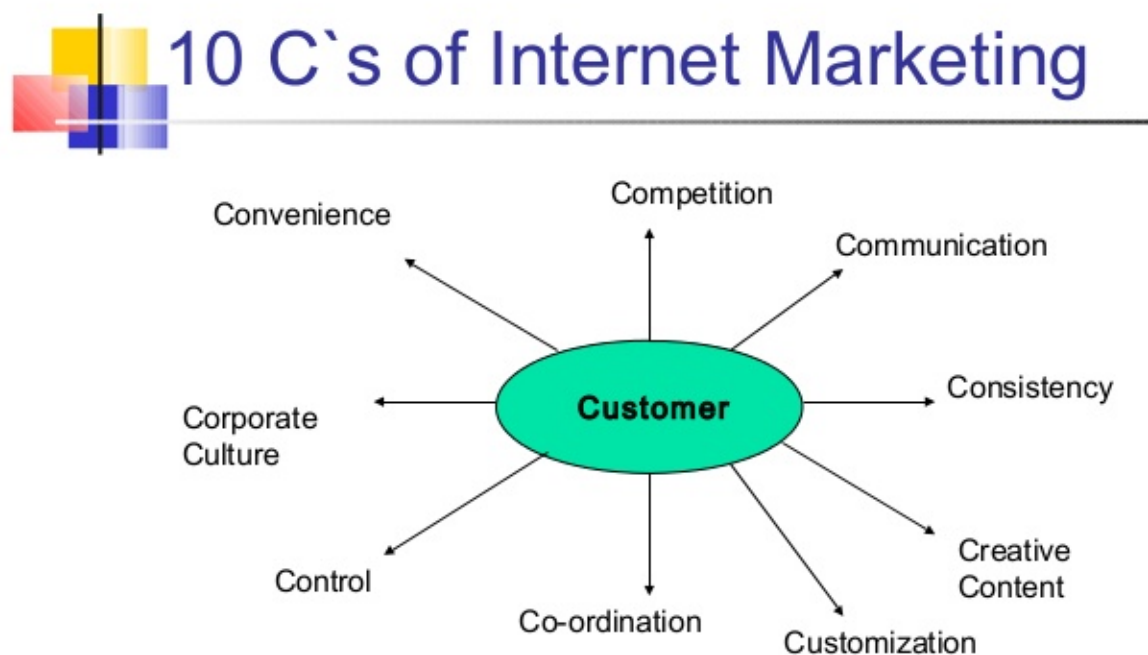 10 C`s of Internet Marketing
Convenience
Competition
Communication
Customer
Consistency
Corporate
Culture
Creative
Content
Control
Co-ordination
Customization